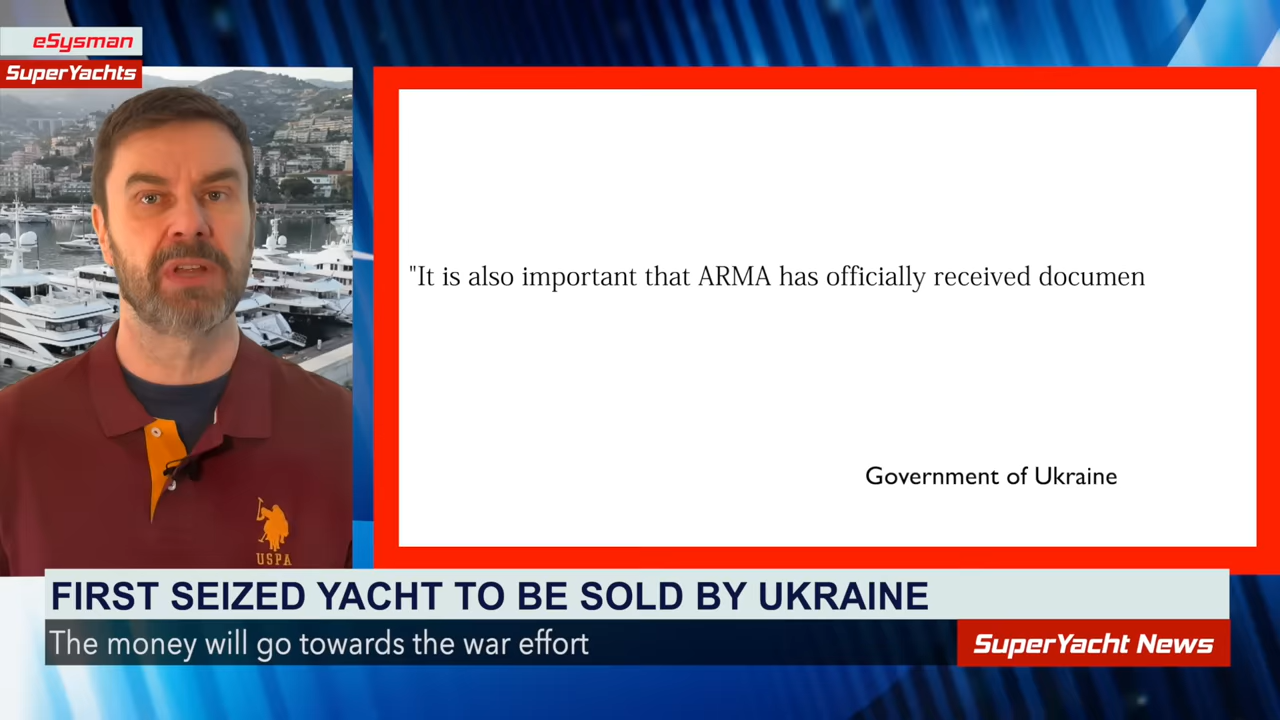 eSysman
SuperYachts
"It is also important that ARMA has officially received documen
Government of Ukraine
USPA
FIRST SEIZED YACHT TO BE SOLD BY UKRAINE
The money will go towards the war effort
SuperYacht News